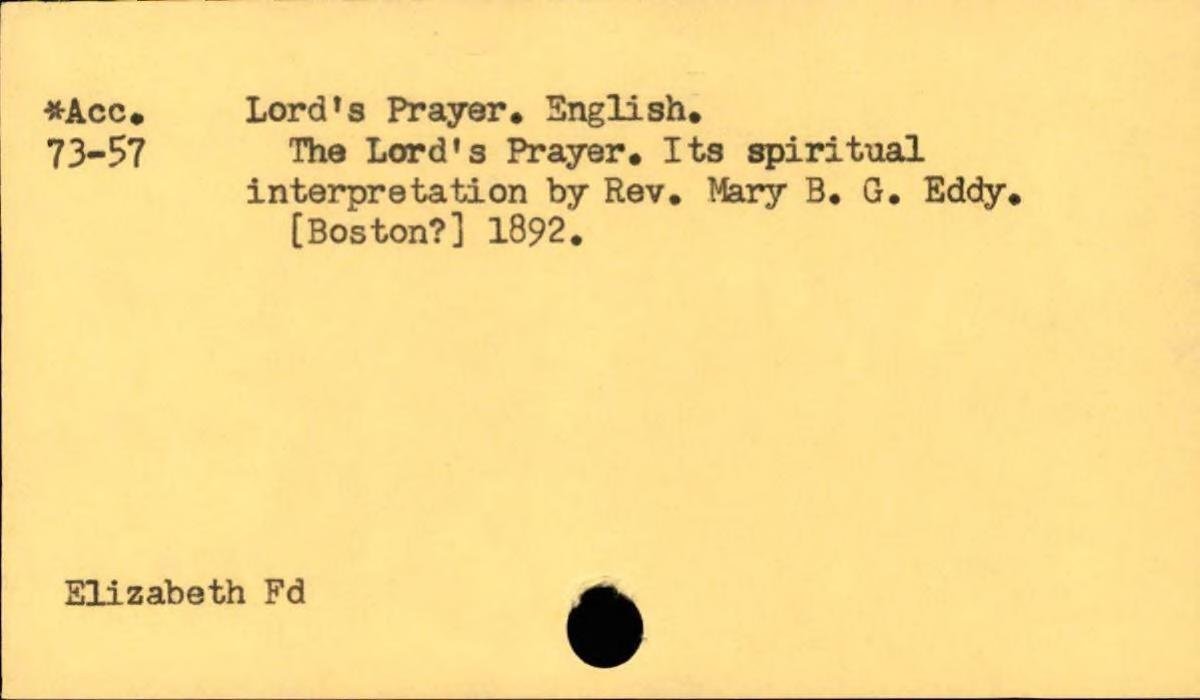 *Acc. Lord's Prayer. English.
73-57 The Lord's Prayer. Its spiritual
interpretation by Rev. Mary B. G. Eddy.
[Boston?] 1892.
Elizabeth Fd